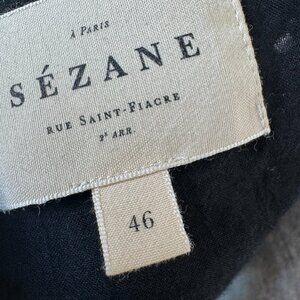 À PARIS
SÉZANE
RUE SAINT-FIACRE
2E ARR.
46